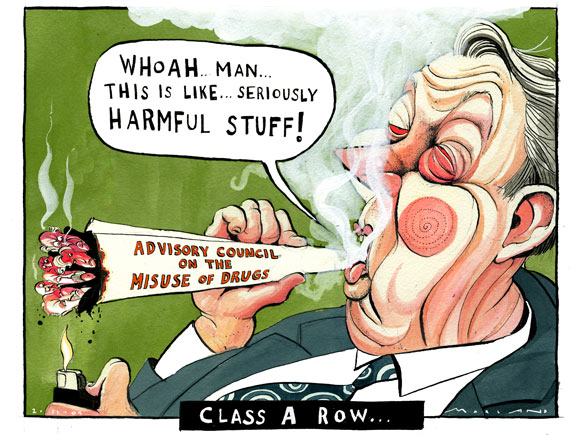 WHOAH... MAN...
THIS IS LIKE... SERIOUSLY
HARMFUL STUFF!
ADVISORY COUNCIL
ON THE
MISUSE OF DRUGS
CLASS A ROW...